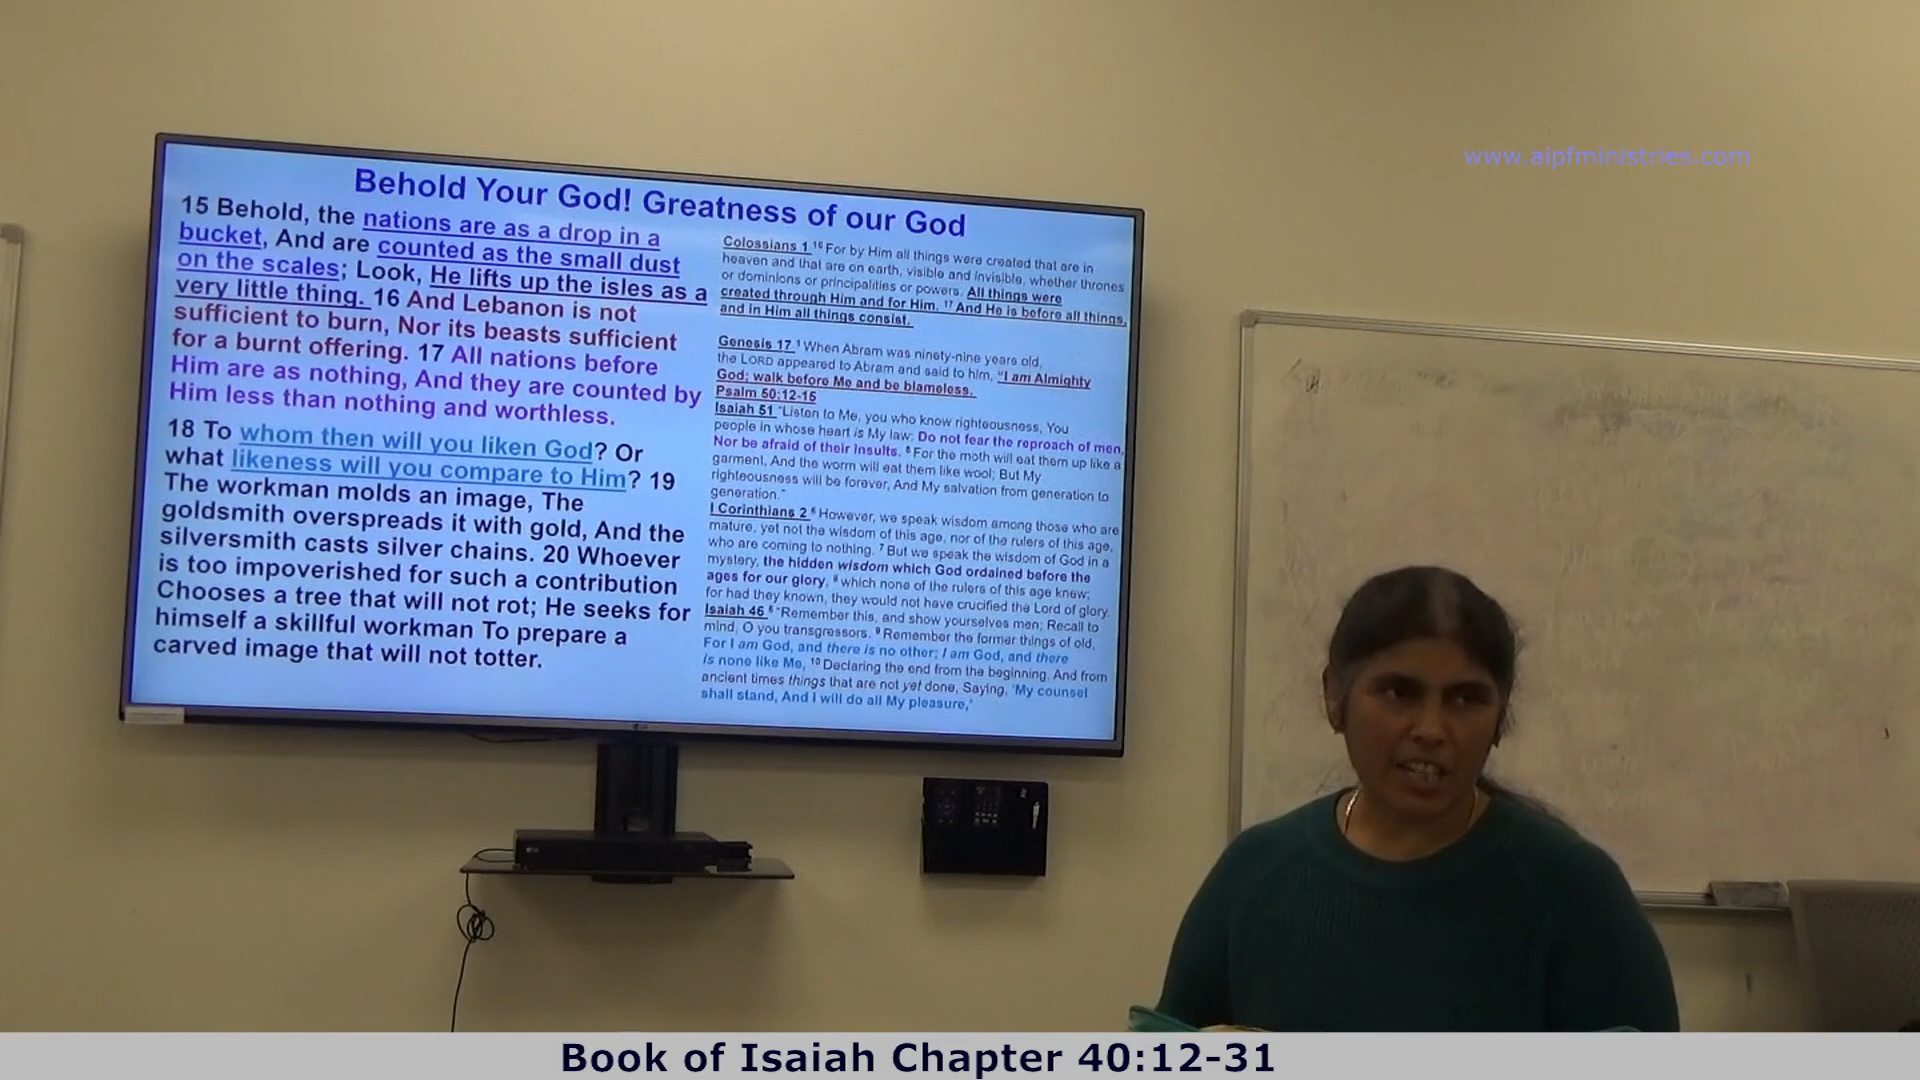 www.aipfministries.com
Behold Your God! Greatness of our God
15 Behold, the nations are as a drop in a
bucket, And are counted as the small dust
on the scales; Look, He lifts up the isles as a
very little thing. 16 And Lebanon is not
sufficient to burn, Nor its beasts sufficient
for a burnt offering. 17 All nations before
Him are as nothing, And they are counted by
Him less than nothing and worthless.
18 To whom then will you liken God? Or
what likeness will you compare to Him? 19
The workman molds an image, The
goldsmith overspreads it with gold, And the
silversmith casts silver chains. 20 Whoever
is too impoverished for such a contribution
Chooses a tree that will not rot; He seeks for
himself a skillful workman To prepare a
carved image that will not totter.
Colossians 1 16 For by Him all things were created that are in
heaven and that are on earth, visible and invisible, whether thrones
or dominions or principalities or powers. All things were
created through Him and for Him. 17 And He is before all things,
and in Him all things consist.
Genesis 17 1 When Abram was ninety-nine years old,
the LORD appeared to Abram and said to him, "I am Almighty
God; walk before Me and be blameless.
Psalm 50:12-15
Isaiah 51 "Listen to Me, you who know righteousness, You
people in whose heart is My law: Do not fear the reproach of men,
Nor be afraid of their insults. 8 For the moth will eat them up like a
garment, And the worm will eat them like wool; But My
righteousness will be forever, And My salvation from generation to
generation."
I Corinthians 2 6 However, we speak wisdom among those who are
mature, yet not the wisdom of this age, nor of the rulers of this age,
who are coming to nothing. 7 But we speak the wisdom of God in a
mystery, the hidden wisdom which God ordained before the
ages for our glory, 8 which none of the rulers of this age knew;
for had they known, they would not have crucified the Lord of glory.
Isaiah 46 8 "Remember this, and show yourselves men; Recall to
mind, O you transgressors. 9 Remember the former things of old,
For I am God, and there is no other; I am God, and there
is none like Me, 10 Declaring the end from the beginning, And from
ancient times things that are not yet done, Saying, 'My counsel
shall stand, And I will do all My pleasure,'
LG
Book of Isaiah Chapter 40:12-31